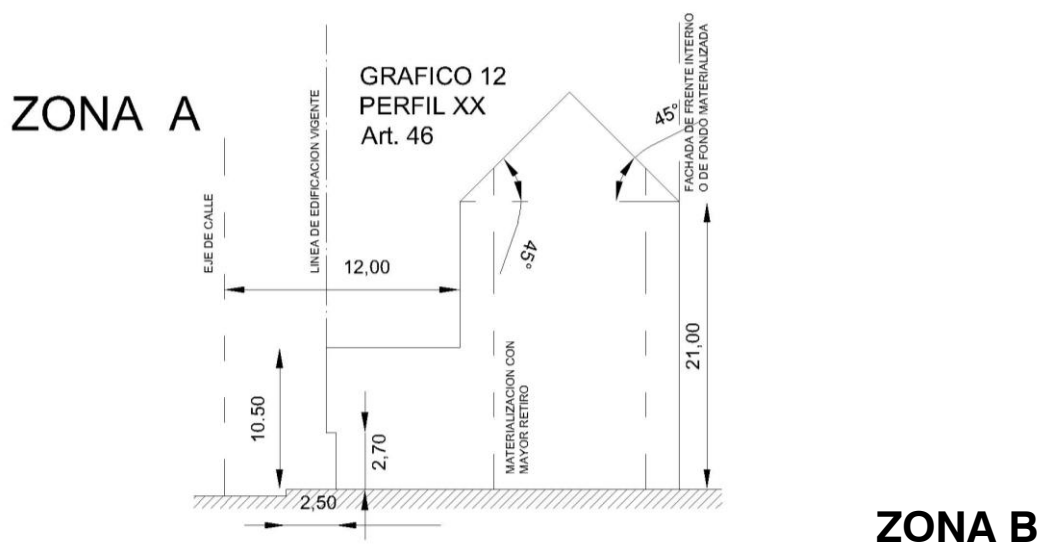 ZONA A
GRAFICO 12
PERFIL XX
Art. 46
EJE DE CALLE
LINEA DE EDIFICACION VIGENTE
FACHADA DE FRENTE INTERNO
O DE FONDO MATERIALIZADA
45°
45°
12,00
10.50
2,70
MATERIALIZACION CON
MAYOR RETIRO
21,00
2,50
ZONA B